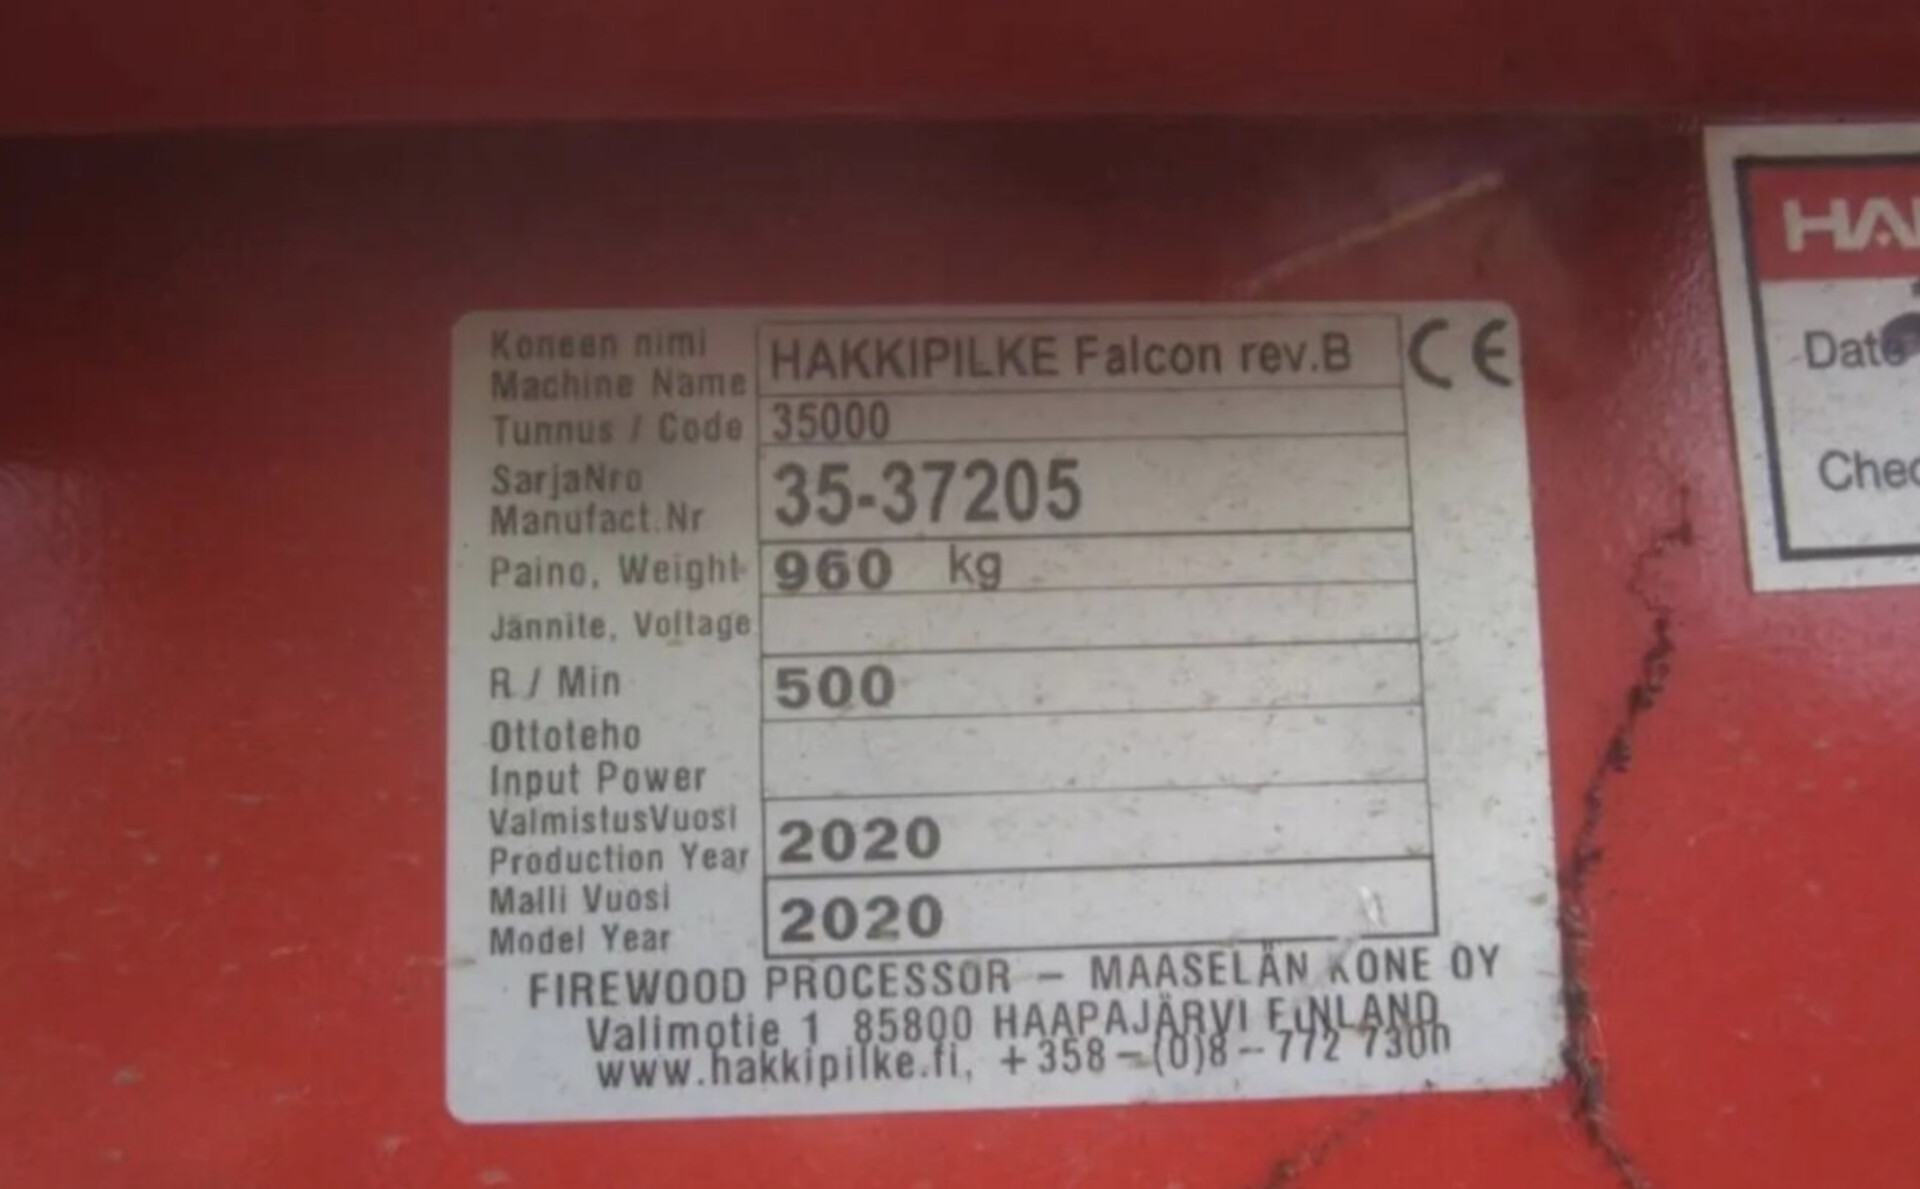 Koneen nimi
Machine Name
HAKKIPILKE Falcon rev.B
CE
Tunnus / Code
35000
SarjaNro
Manufact.Nr
35-37205
Paino, Weight
960 kg
Jännite, Voltage
R / Min
500
Ottoteho
Input Power
ValmistusVuosi
Production Year
2020
Malli Vuosi
Model Year
2020
FIREWOOD PROCESSOR – MAASELÄN KONE OY
Valimotie 1 85800 HAAPAJÄRVI FINLAND
www.hakkipilke.fi, +358–(0)8–772 7300
HAK
Date
Chec